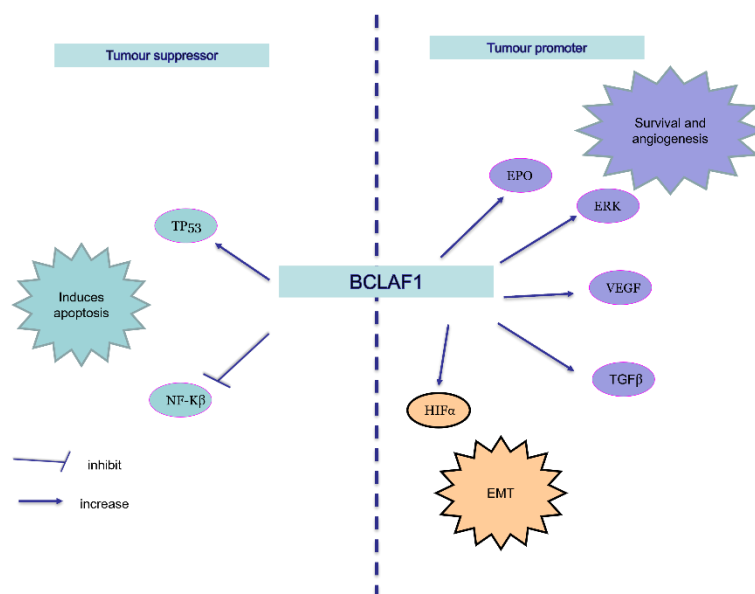 Tumour suppressor
Tumour promoter
Survival and
angiogenesis
EPO
ERK
TP53
BCLAF1
Induces
apoptosis
VEGF
TGFβ
NF-Kβ
HIFα
inhibit
EMT
increase